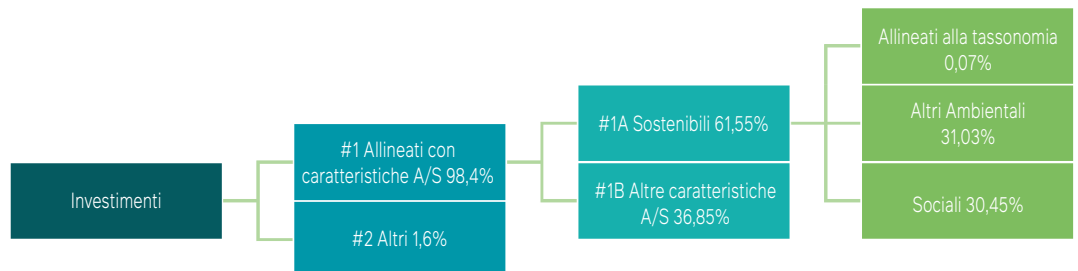 Investimenti
#1 Allineati con
caratteristiche A/S 98,4%
#2 Altri 1,6%
#1A Sostenibili 61,55%
#1B Altre caratteristiche
A/S 36,85%
Allineati alla tassonomia
0,07%
Altri Ambientali
31,03%
Sociali 30,45%